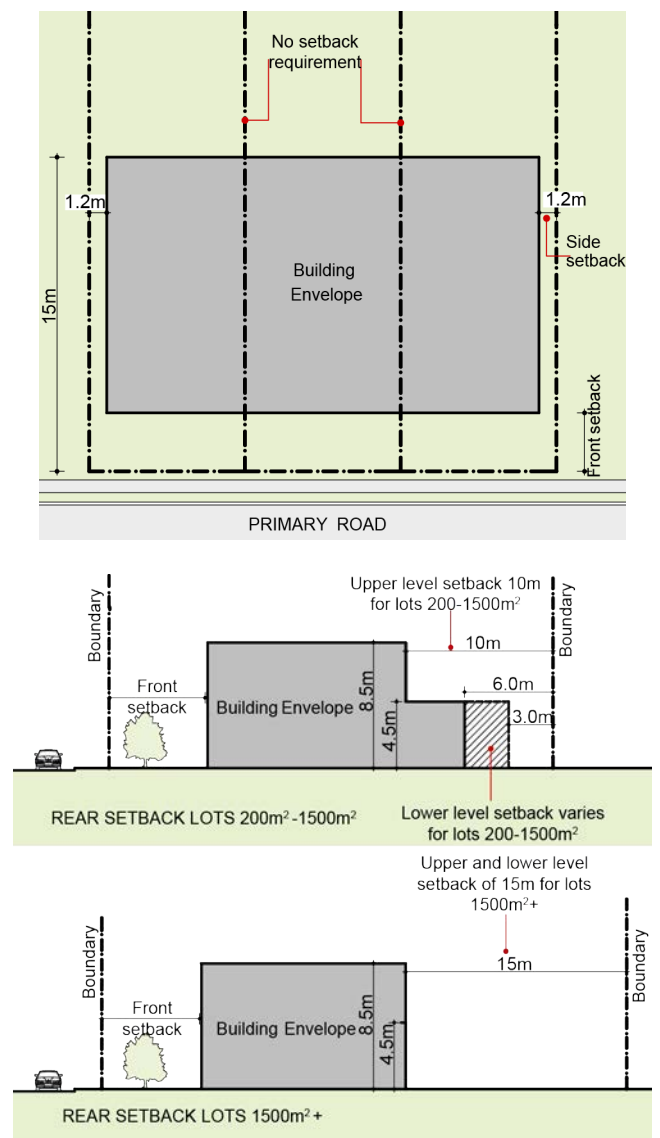 No setback
requirement
1.2m
1.2m
Side
setback
15m
Building
Envelope
Front setback
PRIMARY ROAD
Upper level setback 10m
for lots 200-1500m²
Boundary
Boundary
10m
Front
setback
6.0m
Building Envelope
8.5m
4.5m
3.0m
REAR SETBACK LOTS 200m² -1500m²
Lower level setback varies
for lots 200-1500m²
Upper and lower level
setback of 15m for lots
1500m²+
Boundary
Boundary
15m
Front
setback
Building Envelope
8.5m
4.5m
REAR SETBACK LOTS 1500m² +